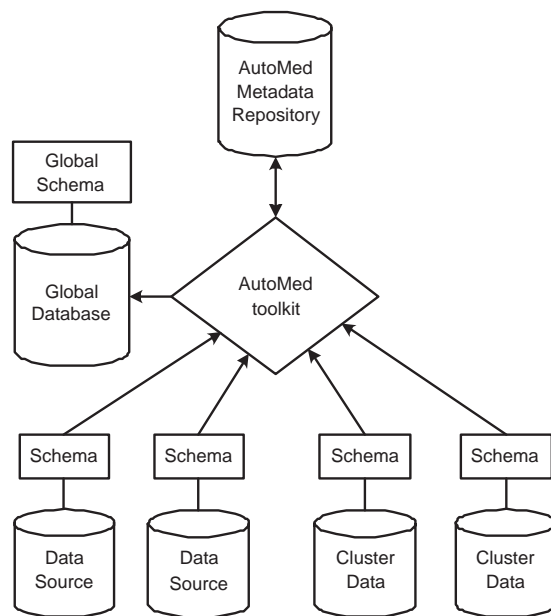 AutoMed
Metadata
Repository
Global
Schema
Global
Database
AutoMed
toolkit
Schema
Schema
Schema
Schema
Data
Source
Data
Source
Cluster
Data
Cluster
Data